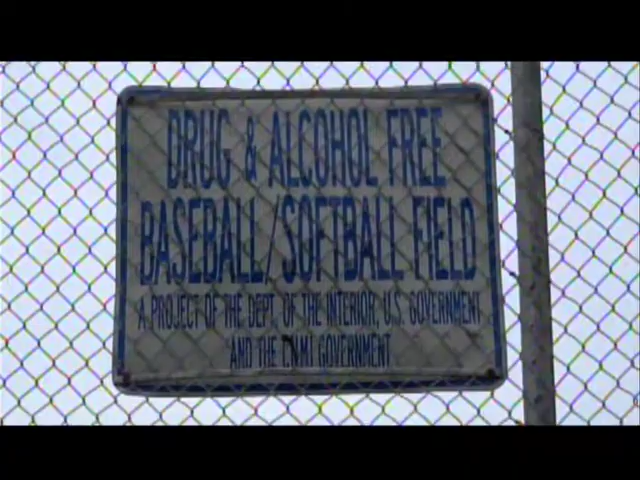 DRUG & ALCOHOL FREE
BASEBALL/SOFTBALL FIELD
A PROJECT OF THE DEPT. OF THE INTERIOR, U.S. GOVERNMENT
AND THE CNMI GOVERNMENT